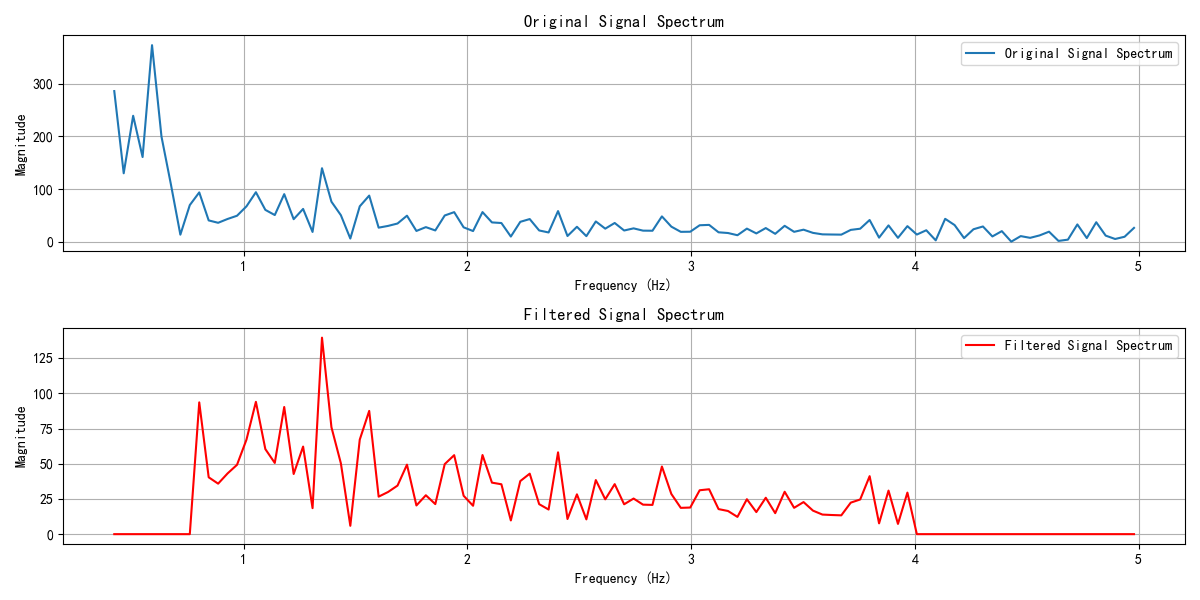 Original Signal Spectrum
Original Signal Spectrum
Magnitude
300
200
100
0
1 2 3 4 5
Frequency (Hz)
Filtered Signal Spectrum
Filtered Signal Spectrum
Magnitude
125
100
75
50
25
0
1 2 3 4 5
Frequency (Hz)